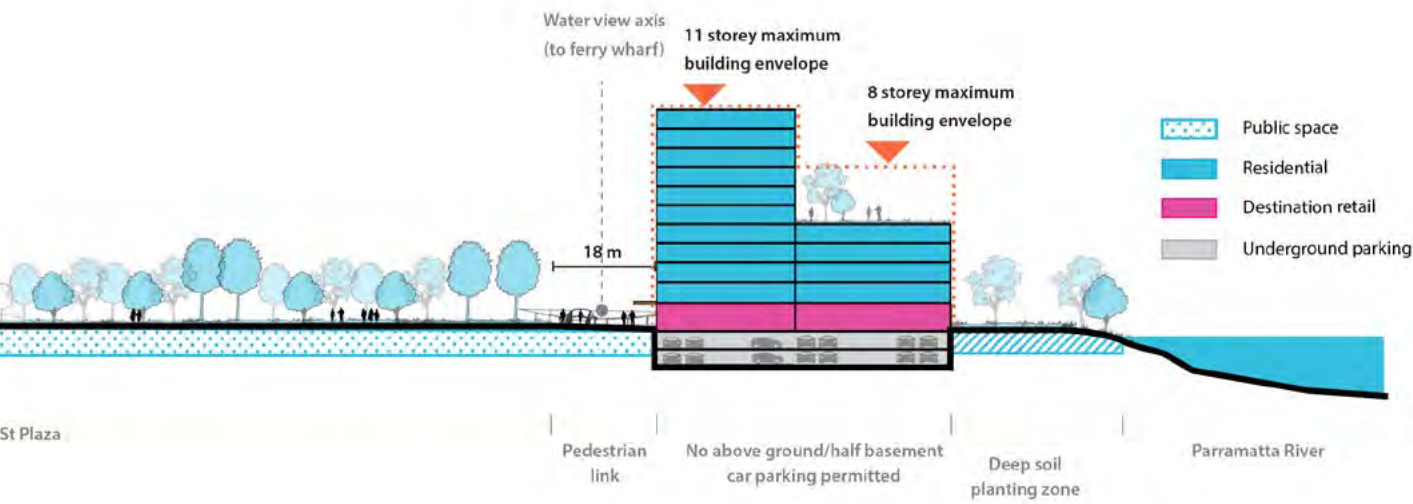 Water view axis
(to ferry wharf)
11 storey maximum
building envelope
8 storey maximum
building envelope
Public space
Residential
Destination retail
Underground parking
18 m
St Plaza
Pedestrian
link
No above ground/half basement
car parking permitted
Deep soil
planting zone
Parramatta River